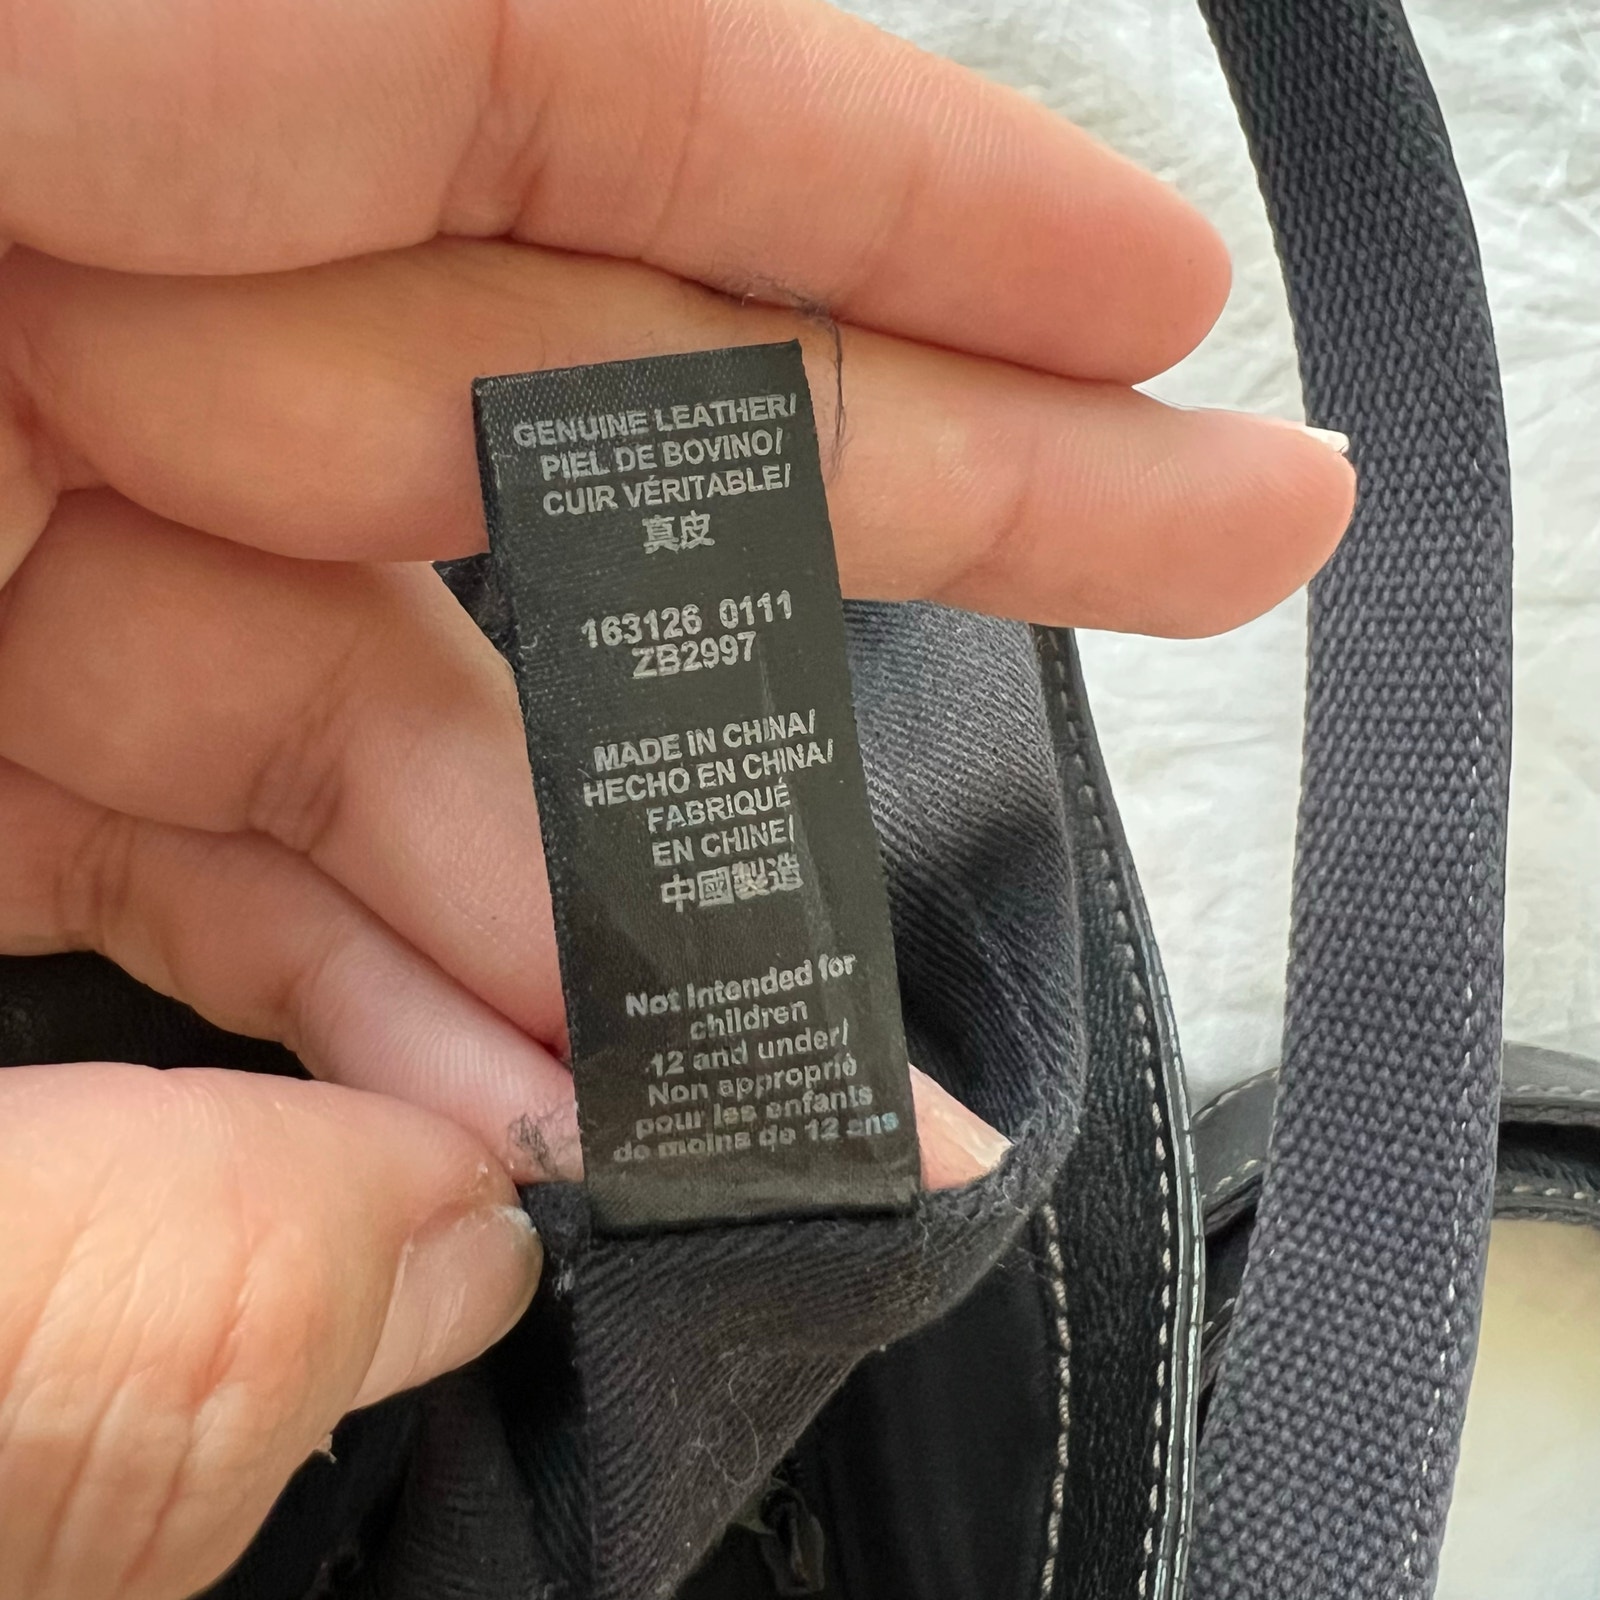 GENUINE LEATHER/
PIEL DE BOVINO/
CUIR VÉRITABLE/
真皮
163126 0111
ZB2997
MADE IN CHINA/
HECHO EN CHINA/
FABRIQUÉ
EN CHINE/
中國製造
Not Intended for
children
12 and under/
Non approprié
pour les enfants
de moins de 12 ans